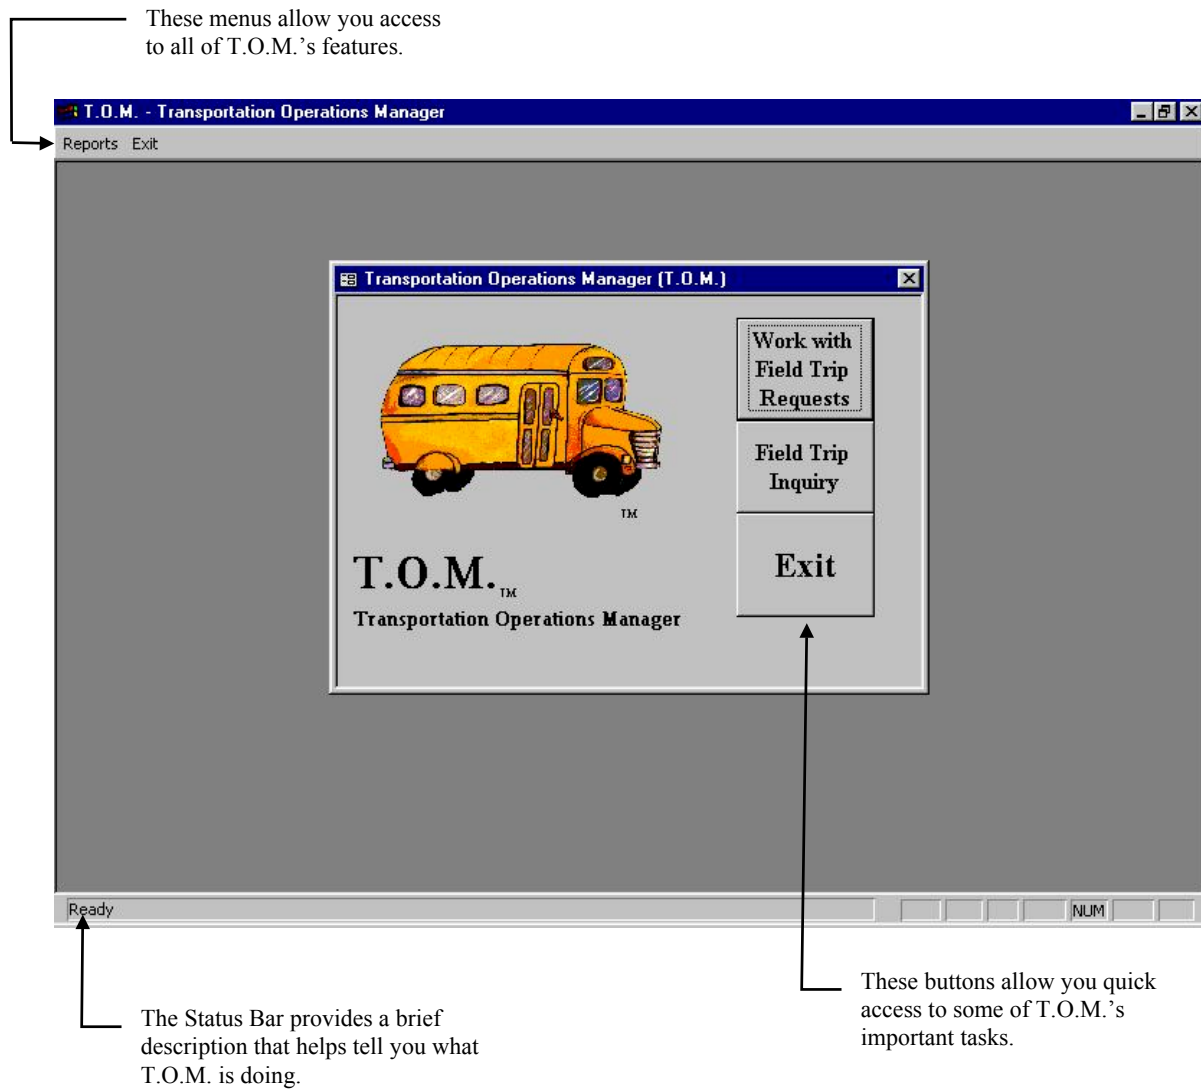 These menus allow you access
to all of T.O.M.’s features.
T.O.M. - Transportation Operations Manager
Reports Exit
Transportation Operations Manager (T.O.M.)
Work with
Field Trip
Requests
Field Trip
Inquiry
Exit
TM
T.O.M.TM
Transportation Operations Manager
Ready
NUM
These buttons allow you quick
access to some of T.O.M.’s
important tasks.
The Status Bar provides a brief
description that helps tell you what
T.O.M. is doing.